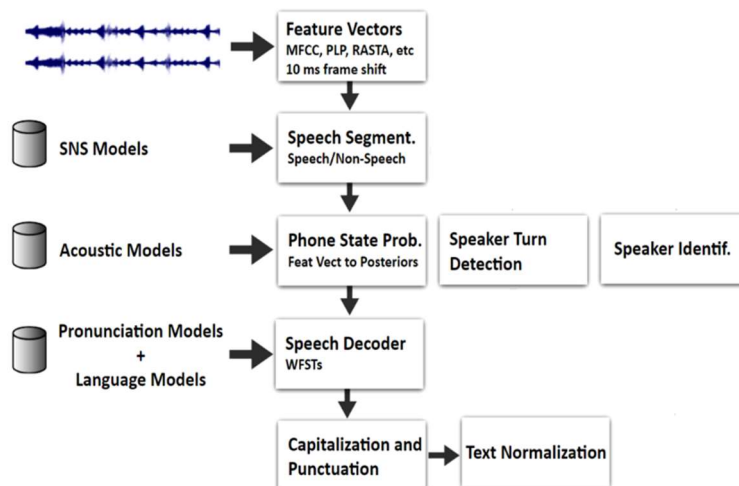 Feature Vectors
MFCC, PLP, RASTA, etc
10 ms frame shift
SNS Models
Speech Segment.
Speech/Non-Speech
Acoustic Models
Phone State Prob.
Feat Vect to Posteriors
Speaker Turn
Detection
Speaker Identif.
Pronunciation Models
+
Language Models
Speech Decoder
WFSTs
Capitalization and
Punctuation
Text Normalization